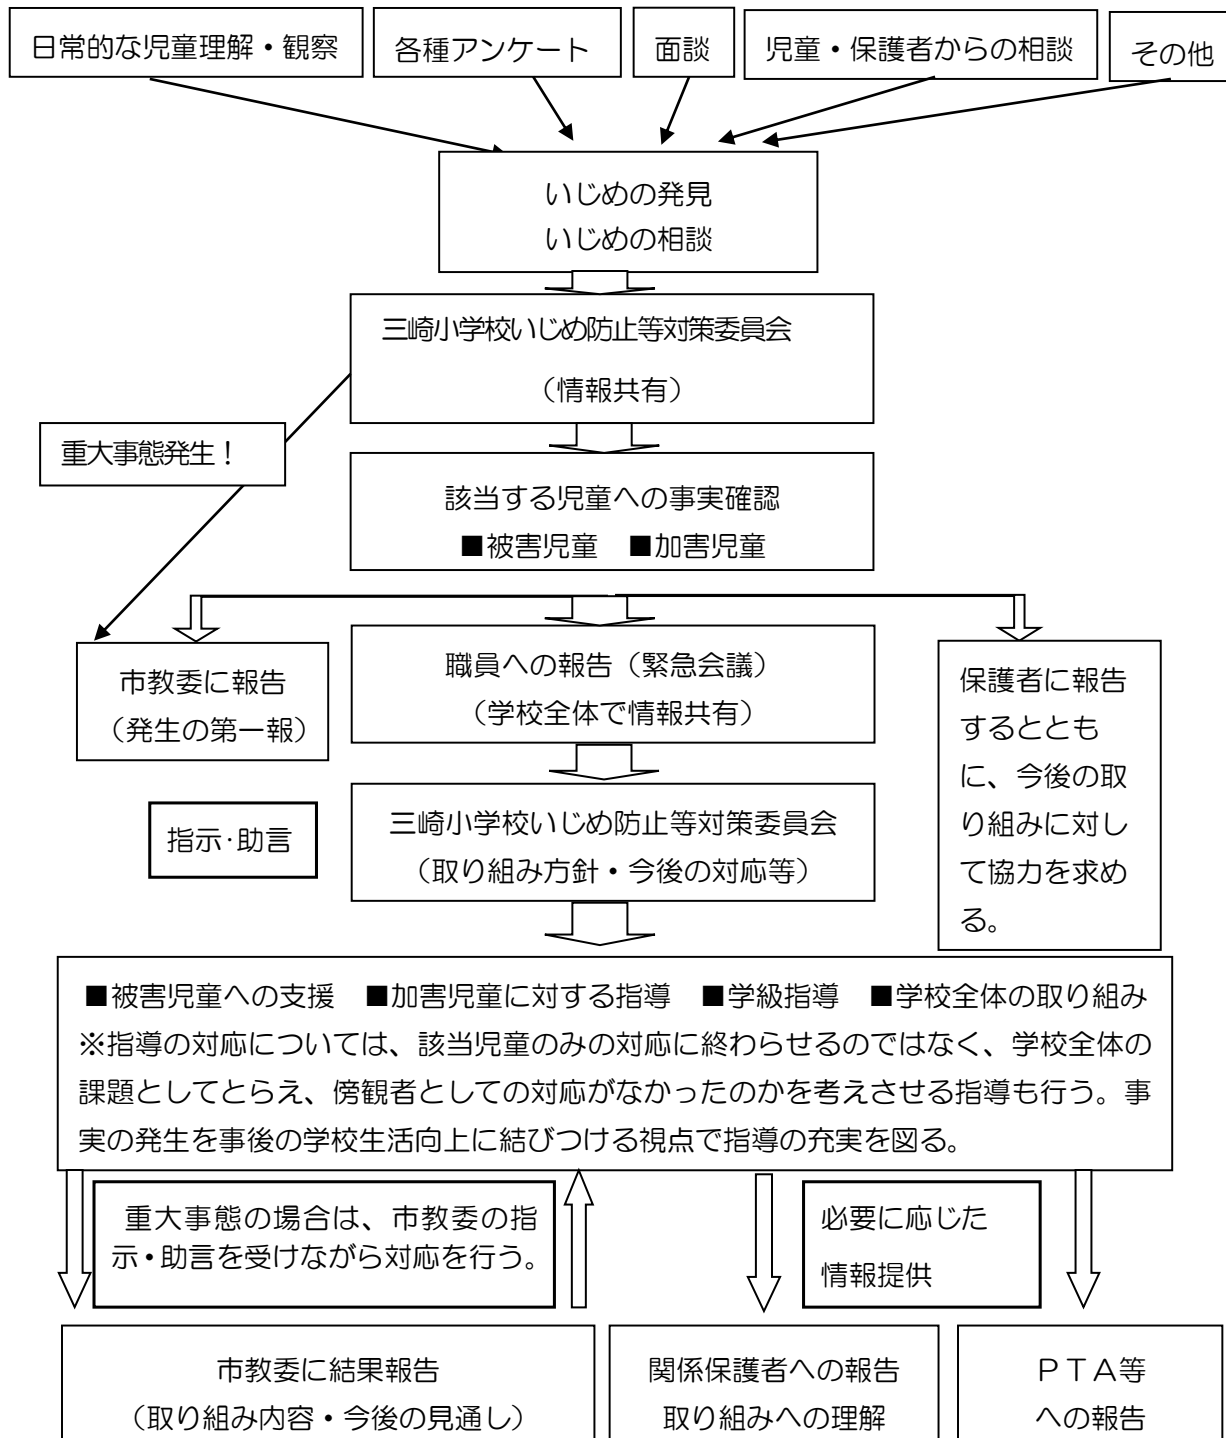 日常的な児童理解・観察
各種アンケート
面談
児童・保護者からの相談
その他
いじめの発見
いじめの相談
三崎小学校いじめ防止等対策委員会
（情報共有）
重大事態発生！
該当する児童への事実確認
■被害児童　■加害児童
市教委に報告
（発生の第一報）
職員への報告（緊急会議）
（学校全体で情報共有）
保護者に報告
するととも
に、今後の取
り組みに対し
て協力を求め
る。
指示･助言
三崎小学校いじめ防止等対策委員会
（取り組み方針・今後の対応等）
■被害児童への支援　■加害児童に対する指導　■学級指導　■学校全体の取り組み
※指導の対応については、該当児童のみの対応に終わらせるのではなく、学校全体の
課題としてとらえ、傍観者としての対応がなかったのかを考えさせる指導も行う。事
実の発生を事後の学校生活向上に結びつける視点で指導の充実を図る。
重大事態の場合は、市教委の指
示・助言を受けながら対応を行う。
必要に応じた
情報提供
市教委に結果報告
（取り組み内容・今後の見通し）
関係保護者への報告
取り組みへの理解
ＰＴＡ等
への報告